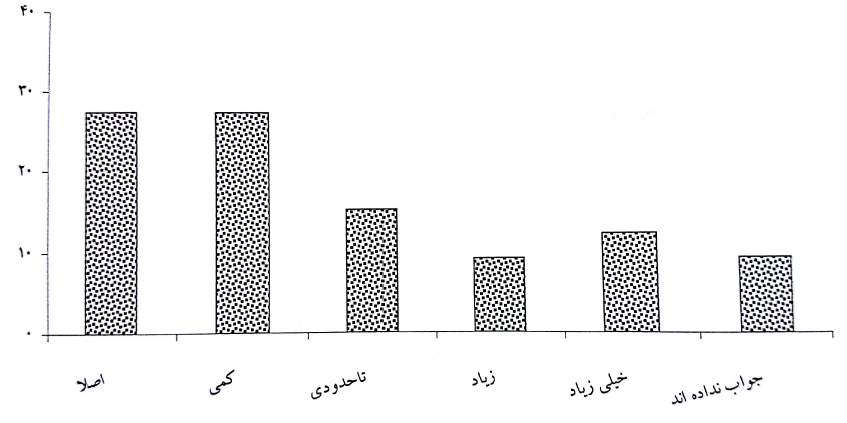 ۴۰
۳۰
۲۰
۱۰
۰
اصلا
کمی
تاحدودی
زیاد
خیلی زیاد
جواب نداده اند